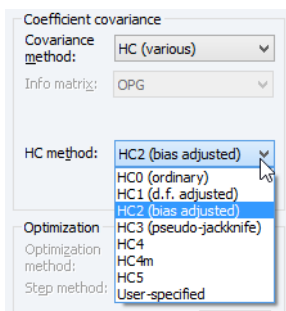 Coefficient covariance
Covariance
method:
HC (various)
Info matrix:
OPG
HC method:
HC2 (bias adjusted)
HC0 (ordinary)
HC1 (d.f. adjusted)
HC2 (bias adjusted)
HC3 (pseudo-jackknife)
HC4
HC4m
HC5
User-specified
Optimization
Optimization
method:
Step method: